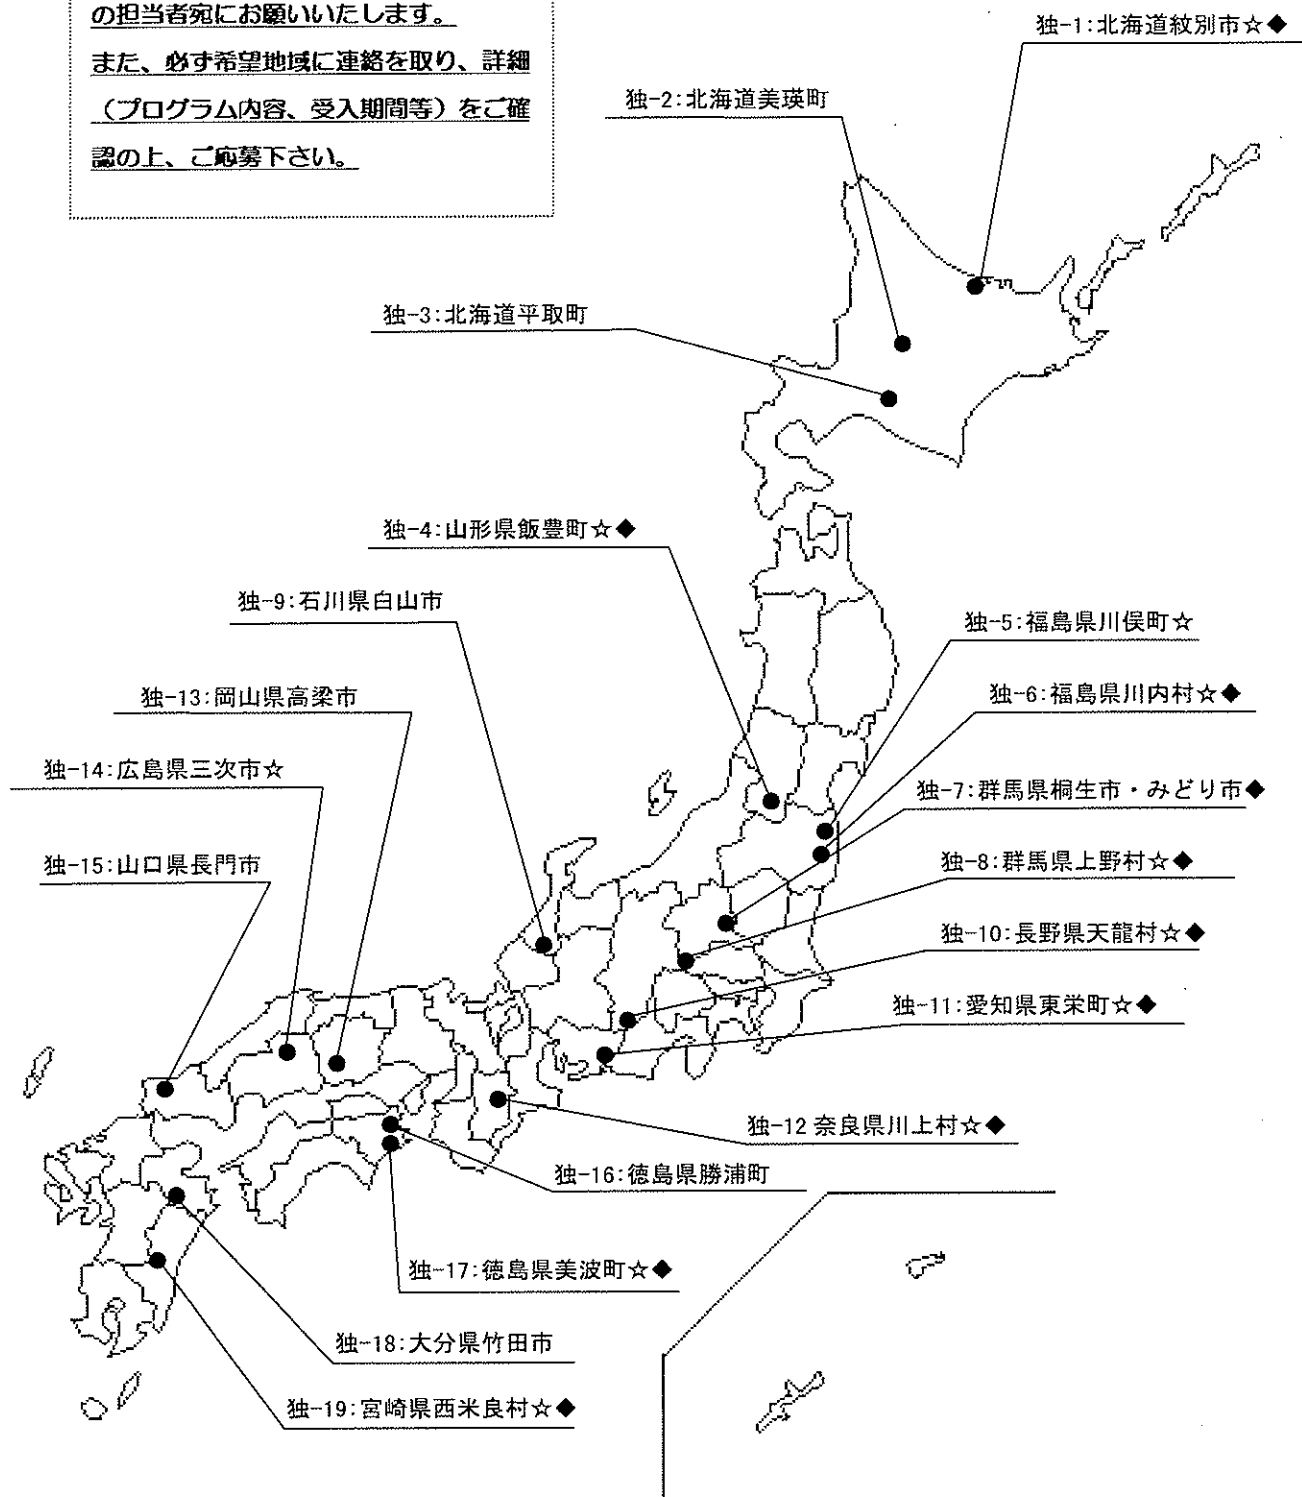 の担当者宛にお願いいたします。
また、必ず希望地域に連絡を取り、詳細
（プログラム内容、受入期間等）をご確
認の上、ご応募下さい。
独-1:北海道紋別市☆◆
独-2:北海道美瑛町
独-3:北海道平取町
独-4:山形県飯豊町☆◆
独-9:石川県白山市
独-5:福島県川俣町☆
独-13:岡山県高梁市
独-6:福島県川内村☆◆
独-14:広島県三次市☆
独-7:群馬県桐生市・みどり市◆
独-15:山口県長門市
独-8:群馬県上野村☆◆
独-10:長野県天龍村☆◆
独-11:愛知県東栄町☆◆
独-12 奈良県川上村☆◆
独-16:徳島県勝浦町
独-17:徳島県美波町☆◆
独-18:大分県竹田市
独-19:宮崎県西米良村☆◆